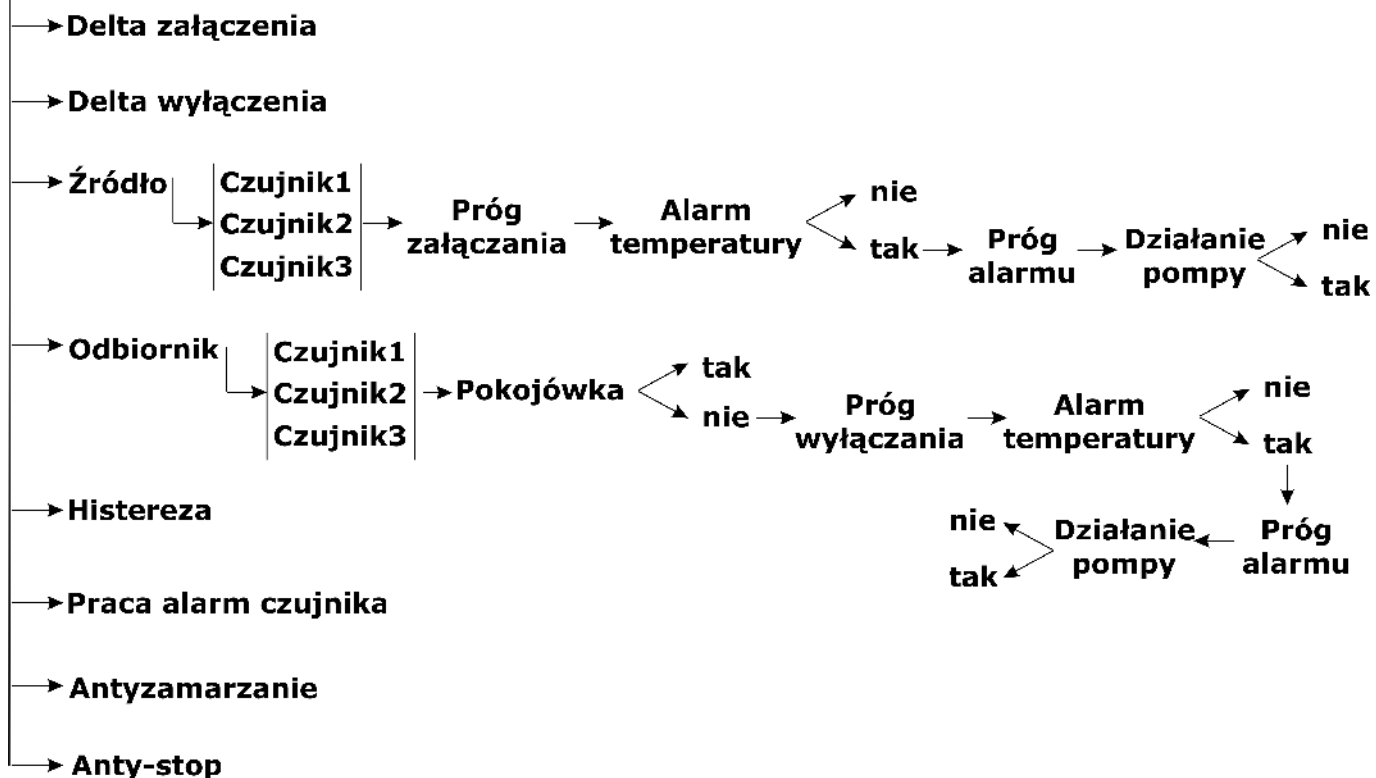 Delta załączenia
Delta wyłączenia
Źródło
Czujnik1
Czujnik2
Czujnik3
Próg
załączania
Alarm
temperatury
nie
tak
Próg
alarmu
Działanie
pompy
nie
tak
Odbiornik
Czujnik1
Czujnik2
Czujnik3
Pokojówka
tak
nie
Próg
wyłączania
Alarm
temperatury
nie
tak
Próg
alarmu
Działanie
pompy
nie
tak
Histereza
Praca alarm czujnika
Antyzamarzanie
Anty-stop